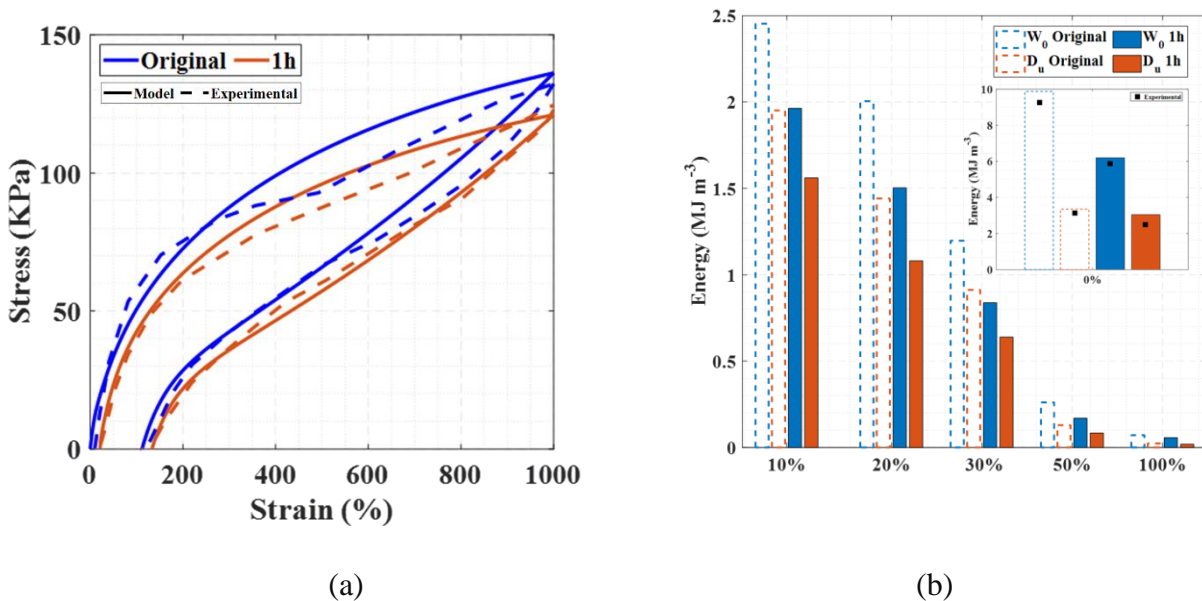 150
100
50
0
Stress (KPa)
Original 1h
Model Experimental
0 200 400 600 800 1000
Strain (%)
(a)
2.5
2
1.5
1
0.5
0
Energy (MJ m⁻³)
W₀ Original W₀ 1h
Dᵤ Original Dᵤ 1h
10
8
6
4
2
0
Energy (MJ m⁻³)
Experimental
0%
10% 20% 30% 50% 100%
(b)